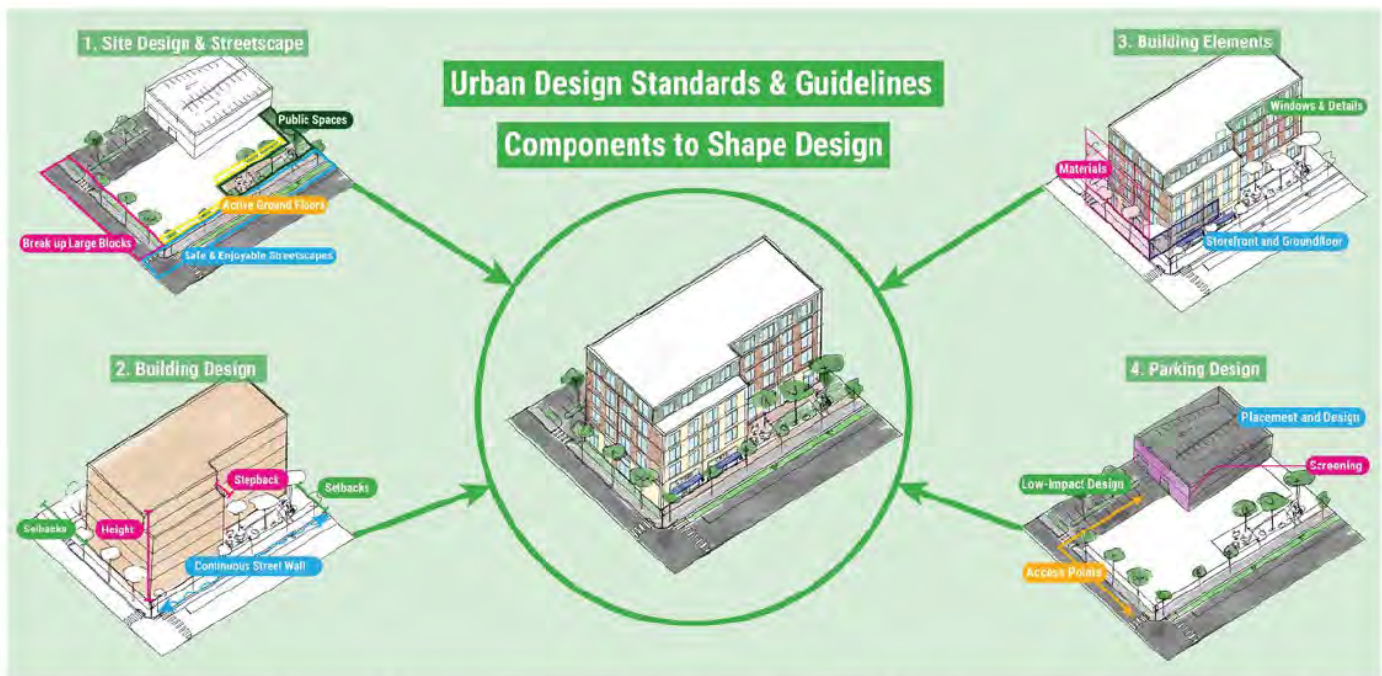 Urban Design Standards & Guidelines
Components to Shape Design
1. Site Design & Streetscape
Public Spaces
Active Ground Floors
Break up Large Blocks
Safe & Enjoyable Streetscapes
2. Building Design
Stepback
Setbacks
Setbacks
Height
Continuous Street Wall
3. Building Elements
Windows & Details
Materials
Storefront and Groundfloor
4. Parking Design
Placement and Design
Screening
Low-Impact Design
Access Points